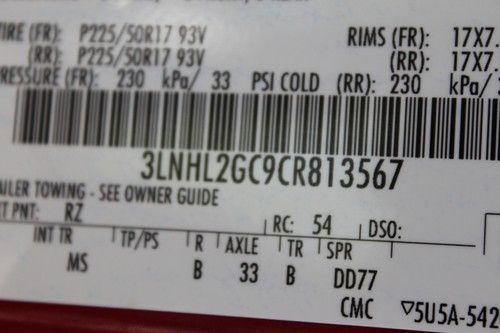 TIRE (FR): P225/50R17 93V RIMS (FR): 17X7.
(RR): P225/50R17 93V (RR): 17X7.
PRESSURE (FR): 230 kPa/ 33 PSI COLD (RR): 230 kPa/ 3
3LNHL2GC9CR813567
AILER TOWING - SEE OWNER GUIDE
T PNT: RZ RC: 54 DSO:
INT TR TP/PS R AXLE TR SPR
MS B 33 B DD77
CMC ▽5U5A-542